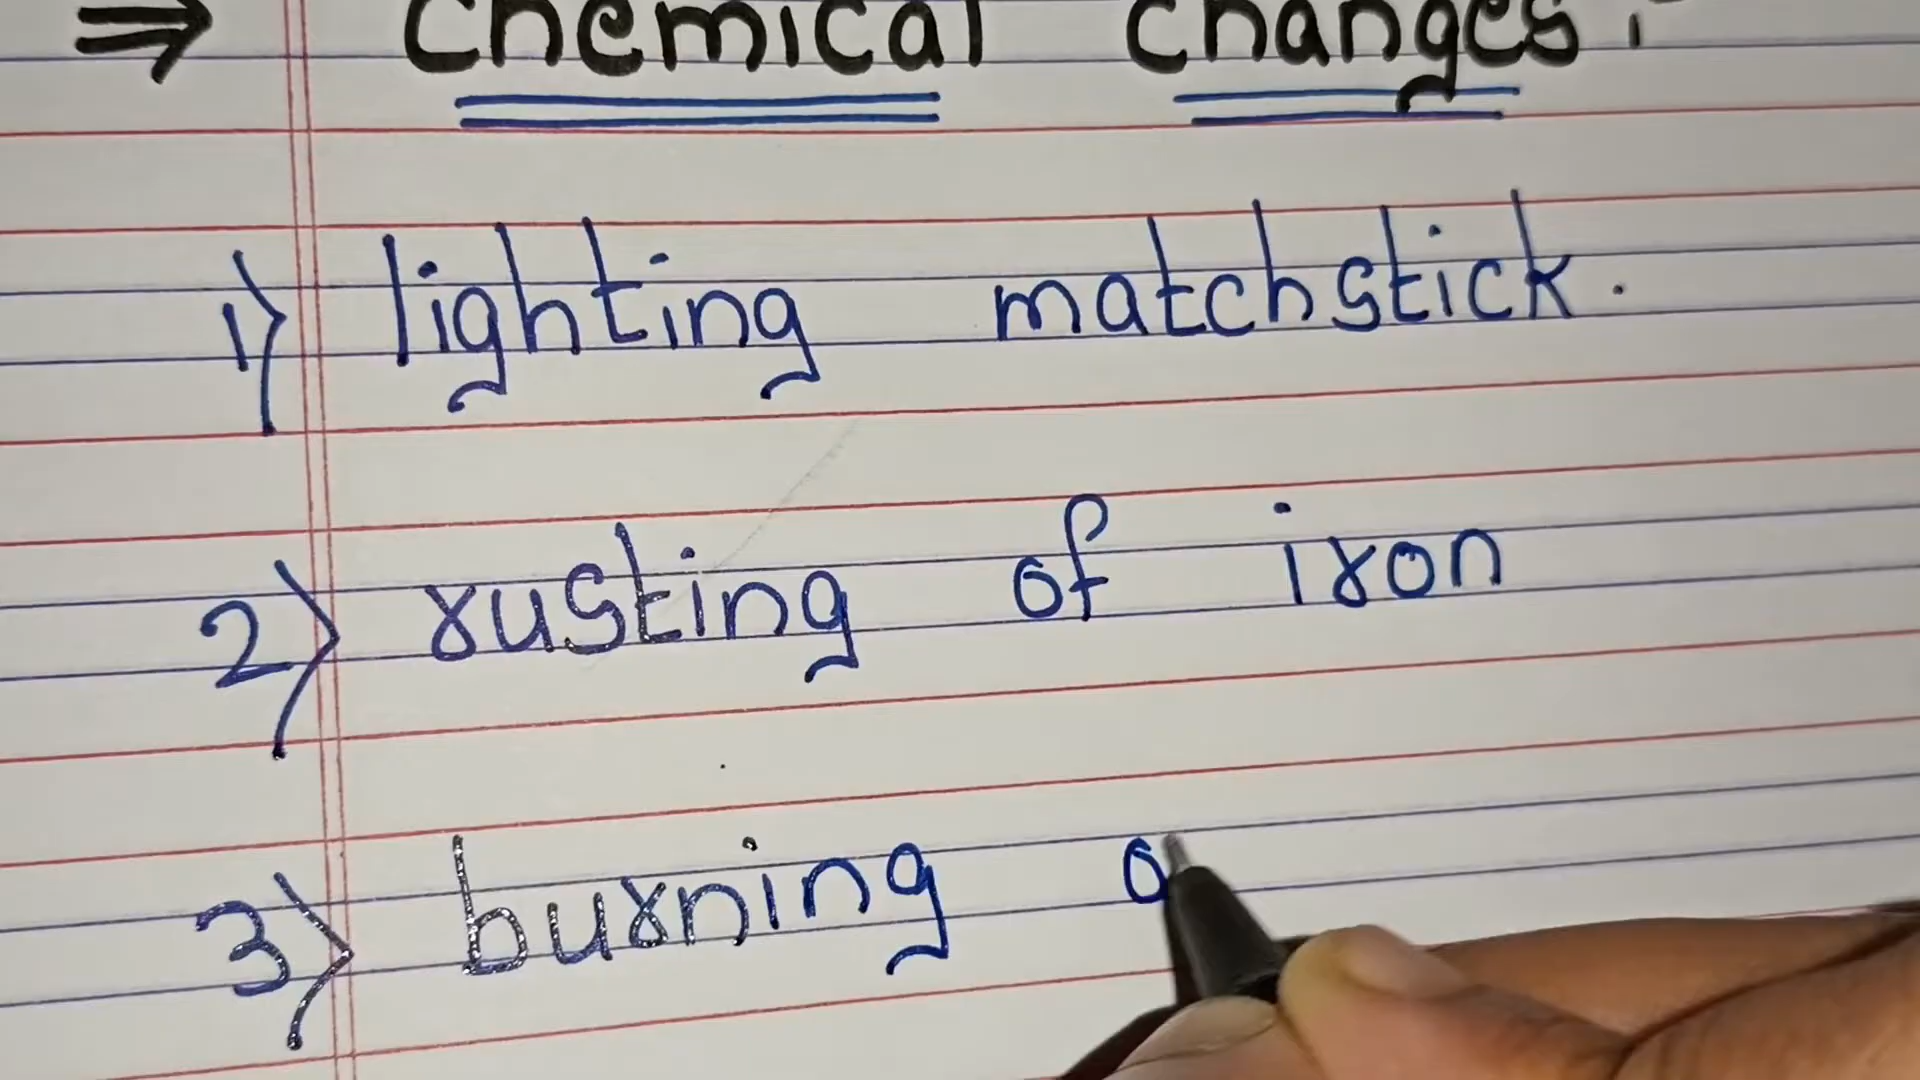 ⇒ Chemical changes:
1) lighting matchstick.
2) rusting of iron
3) burning o